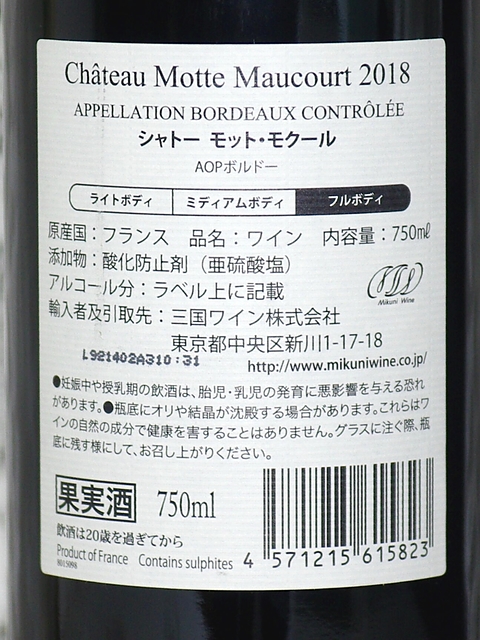 Château Motte Maucourt 2018
APPELLATION BORDEAUX CONTRÔLÉE
シャトー モット・モクール
AOPボルドー
ライトボディ ミディアムボディ フルボディ
原産国：フランス 品名：ワイン 内容量：750mℓ
添加物：酸化防止剤（亜硫酸塩）
アルコール分：ラベル上に記載
Mikuni Wine
輸入者及引取先：三国ワイン株式会社
東京都中央区新川1-17-18
L921402A310:31
http://www.mikuniwine.co.jp/
●妊娠中や授乳期の飲酒は、胎児・乳児の発育に悪影響を与える恐れ
があります。●瓶底にオリや結晶が沈殿する場合があります。これらはワ
インの自然の成分で健康を害することはありません。グラスに注ぐ際、瓶
底に残す様にして、お召し上がりください。
果実酒 750ml
飲酒は20歳を過ぎてから
Product of France Contains sulphites
8015098
4 571215 615823